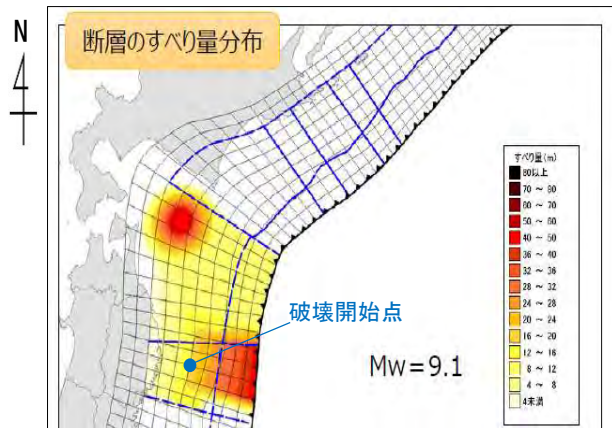 N
断層のすべり量分布
すべり量(m)
80以上
70 ～ 80
60 ～ 70
50 ～ 60
40 ～ 50
36 ～ 40
32 ～ 36
28 ～ 32
24 ～ 28
20 ～ 24
16 ～ 20
12 ～ 16
8 ～ 12
4 ～ 8
4未満
破壊開始点
Mw＝9.1